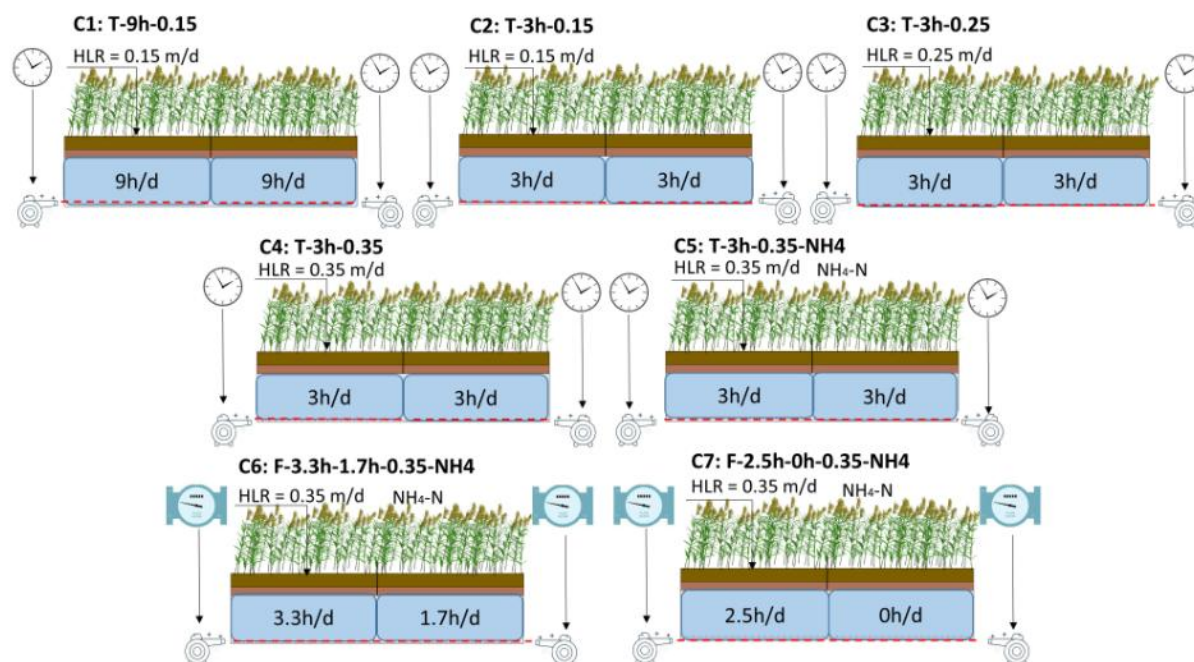 C1: T-9h-0.15
HLR = 0.15 m/d
9h/d
9h/d
C2: T-3h-0.15
HLR = 0.15 m/d
3h/d
3h/d
C3: T-3h-0.25
HLR = 0.25 m/d
3h/d
3h/d
C4: T-3h-0.35
HLR = 0.35 m/d
3h/d
3h/d
C5: T-3h-0.35-NH4
HLR = 0.35 m/d NH₄-N
3h/d
3h/d
C6: F-3.3h-1.7h-0.35-NH4
HLR = 0.35 m/d NH₄-N
3.3h/d
1.7h/d
C7: F-2.5h-0h-0.35-NH4
HLR = 0.35 m/d NH₄-N
2.5h/d
0h/d